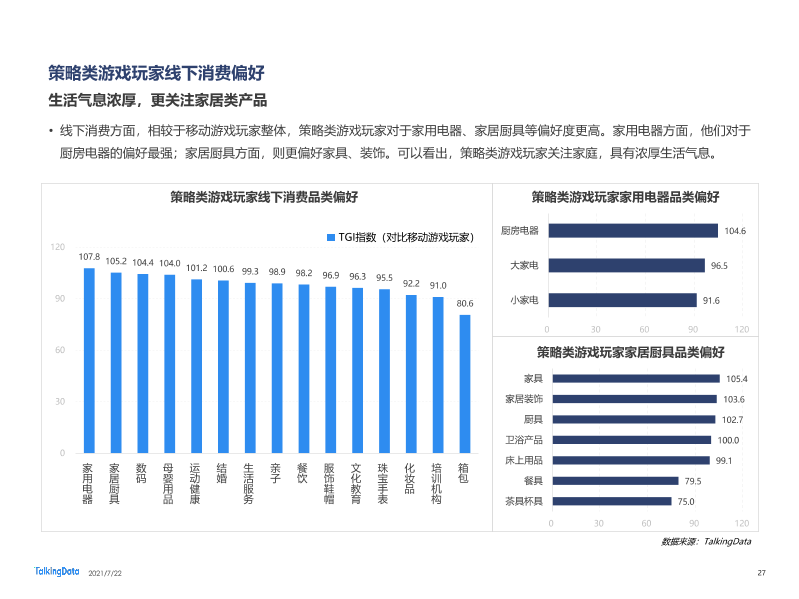 策略类游戏玩家线下消费偏好
生活气息浓厚，更关注家居类产品
• 线下消费方面，相较于移动游戏玩家整体，策略类游戏玩家对于家用电器、家居厨具等偏好度更高。家用电器方面，他们对于
厨房电器的偏好最强；家居厨具方面，则更偏好家具、装饰。可以看出，策略类游戏玩家关注家庭，具有浓厚生活气息。
策略类游戏玩家线下消费品类偏好
TGI指数（对比移动游戏玩家）
120
90
60
30
0
107.8 105.2 104.4 104.0 101.2 100.6 99.3 98.9 98.2 96.9 96.3 95.5 92.2 91.0 80.6
家用电器
家居厨具
数码
母婴用品
运动健康
结婚
生活服务
亲子
餐饮
服饰鞋帽
文化教育
珠宝手表
化妆品
培训机构
箱包
策略类游戏玩家家用电器品类偏好
厨房电器 104.6
大家电 96.5
小家电 91.6
0 30 60 90 120
策略类游戏玩家家居厨具品类偏好
家具 105.4
家居装饰 103.6
厨具 102.7
卫浴产品 100.0
床上用品 99.1
餐具 79.5
茶具杯具 75.0
0 30 60 90 120
数据来源：TalkingData
TalkingData 2021/7/22
27